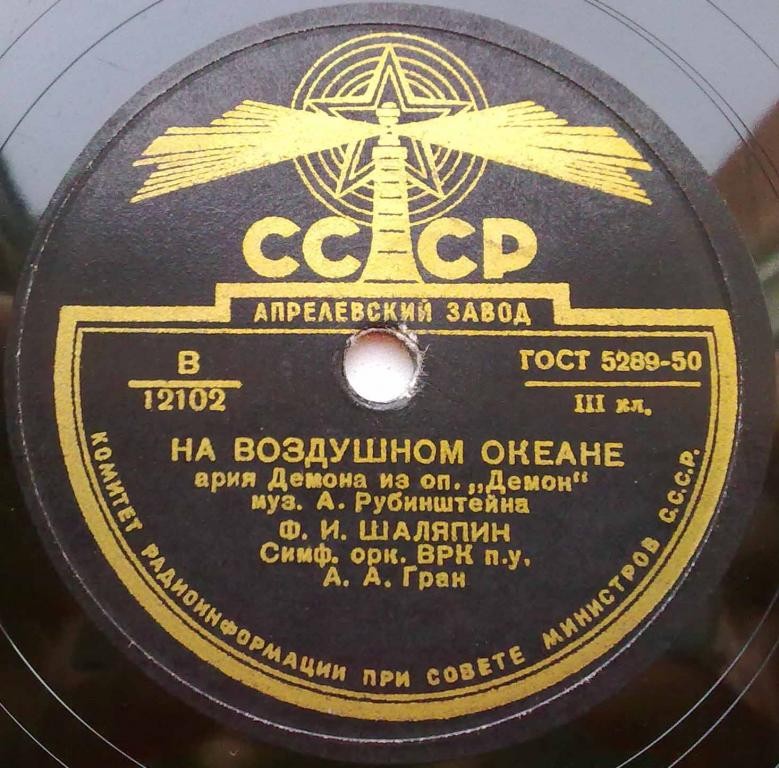 СССР
АПРЕЛЕВСКИЙ ЗАВОД
В
12102
ГОСТ 5289-50
III кл.
НА ВОЗДУШНОМ ОКЕАНЕ
ария Демона из оп. „Демон“
муз. А. Рубинштейна
Ф. И. ШАЛЯПИН
Симф. орк. ВРК п.у.
А. А. Гран
КОМИТЕТ РАДИОИНФОРМАЦИИ ПРИ СОВЕТЕ МИНИСТРОВ С.С.С.Р.